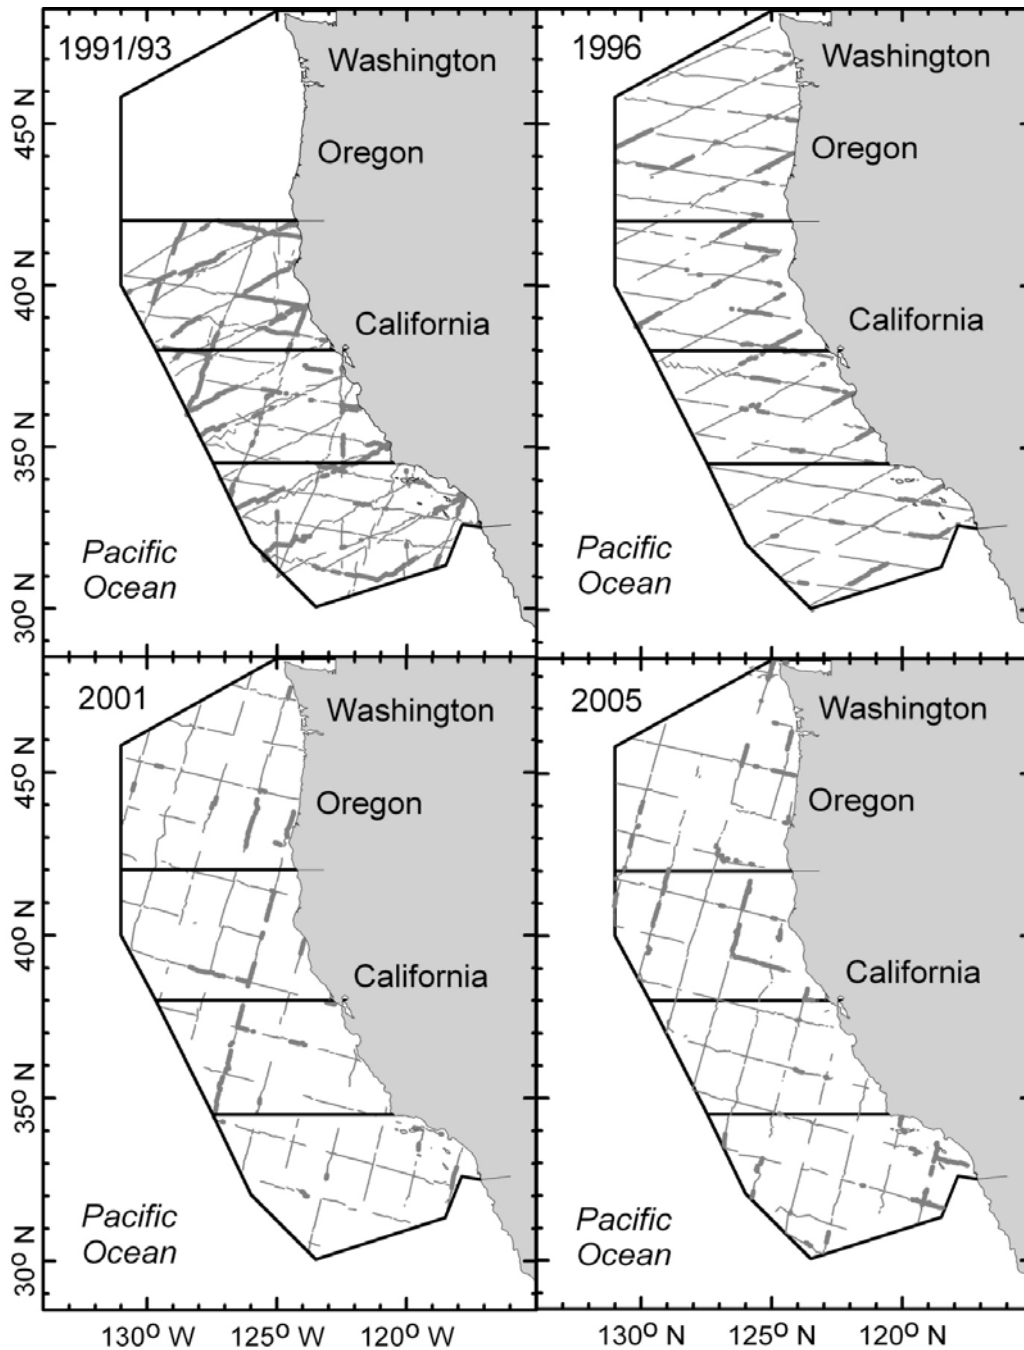 1991/93
Washington
Oregon
California
Pacific
Ocean
45° N
40° N
35° N
30° N
1996
Washington
Oregon
California
Pacific
Ocean
2001
Washington
Oregon
California
Pacific
Ocean
45° N
40° N
35° N
30° N
130° W
125° W
120° W
2005
Washington
Oregon
California
Pacific
Ocean
130° N
125° N
120° N